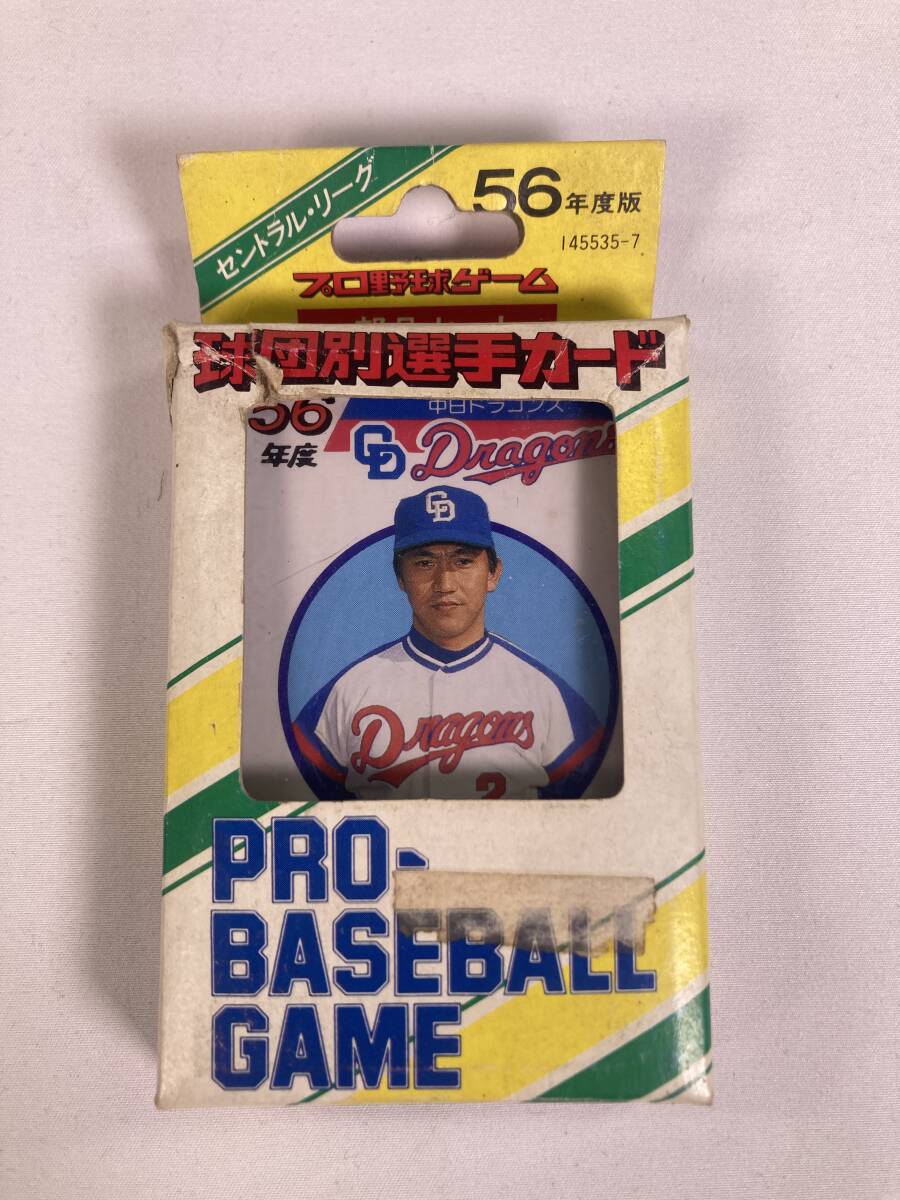 セントラル・リーグ
56年度版
145535-7
プロ野球ゲーム
球団別選手カード
56
年度
中日ドラゴンズ
CD Dragons
CD
Dragons
2
PRO-
BASEBALL
GAME